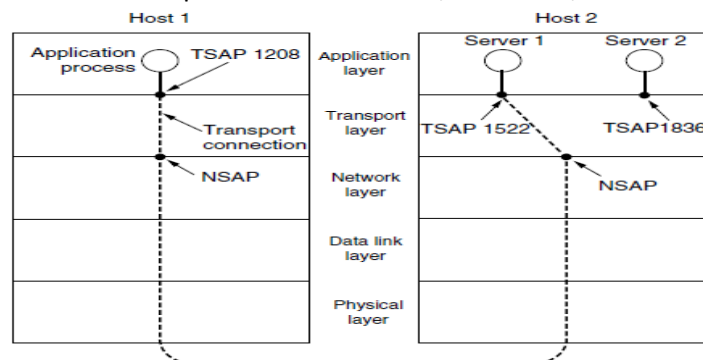 Host 1
Host 2
Application
process
TSAP 1208
Application
layer
Server 1
Server 2
Transport
connection
Transport
layer
TSAP 1522
TSAP1836
NSAP
Network
layer
NSAP
Data link
layer
Physical
layer